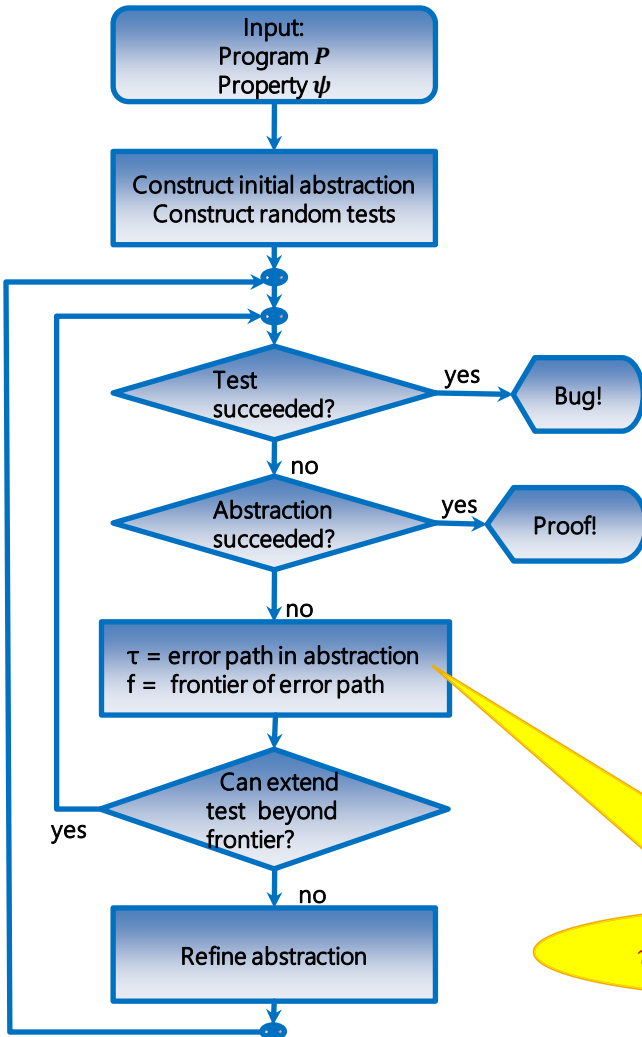 Input:
Program P
Property ψ
Construct initial abstraction
Construct random tests
Test
succeeded?
yes
Bug!
no
Abstraction
succeeded?
yes
Proof!
no
τ = error path in abstraction
f = frontier of error path
Can extend
test beyond
frontier?
yes
no
Refine abstraction